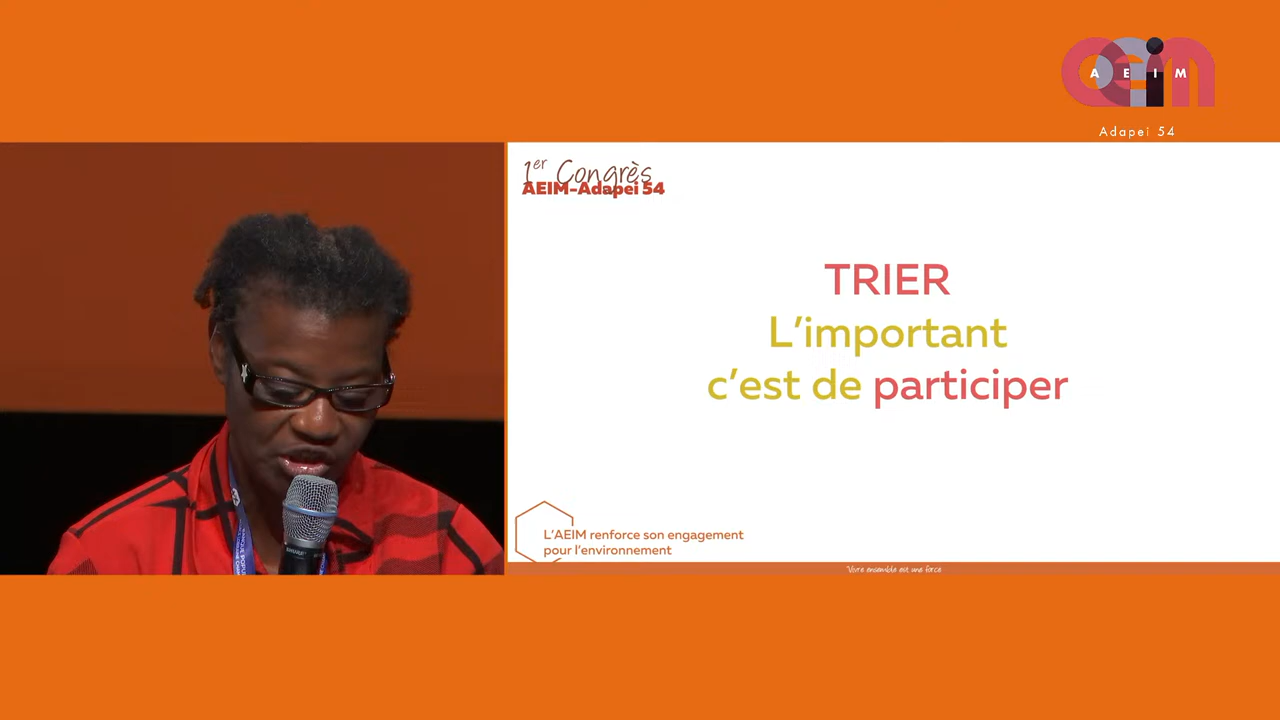 A E I M
Adapei 54
1er Congrès
AEIM-Adapei 54
TRIER
L’important
c’est de participer
L’AEIM renforce son engagement
pour l’environnement
"Vivre ensemble est une force